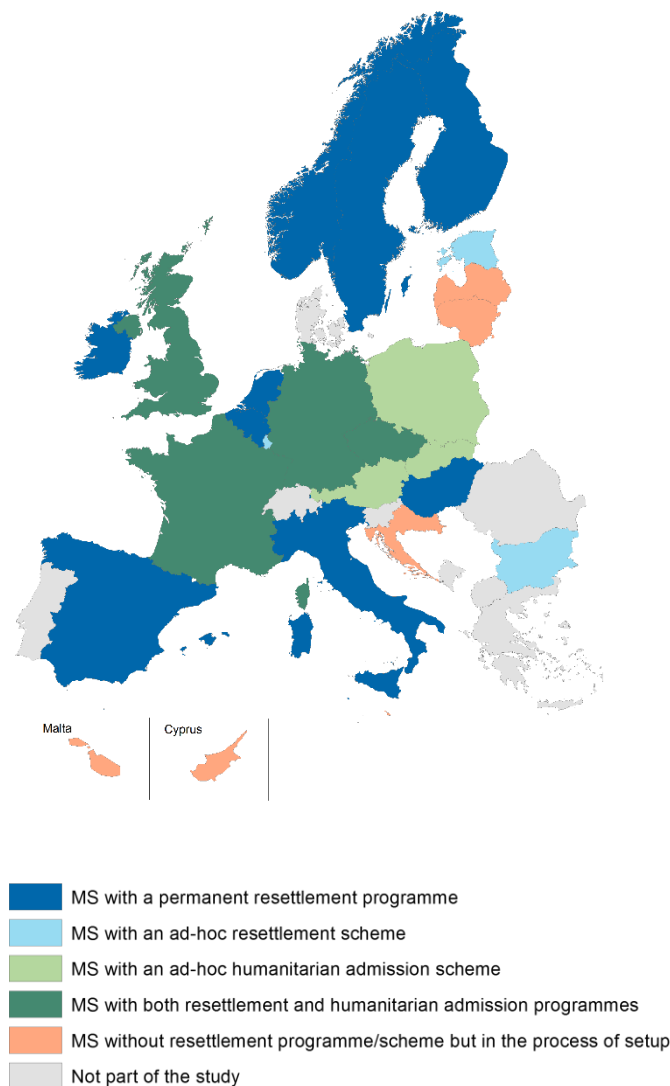 Malta
Cyprus
MS with a permanent resettlement programme
MS with an ad-hoc resettlement scheme
MS with an ad-hoc humanitarian admission scheme
MS with both resettlement and humanitarian admission programmes
MS without resettlement programme/scheme but in the process of setup
Not part of the study